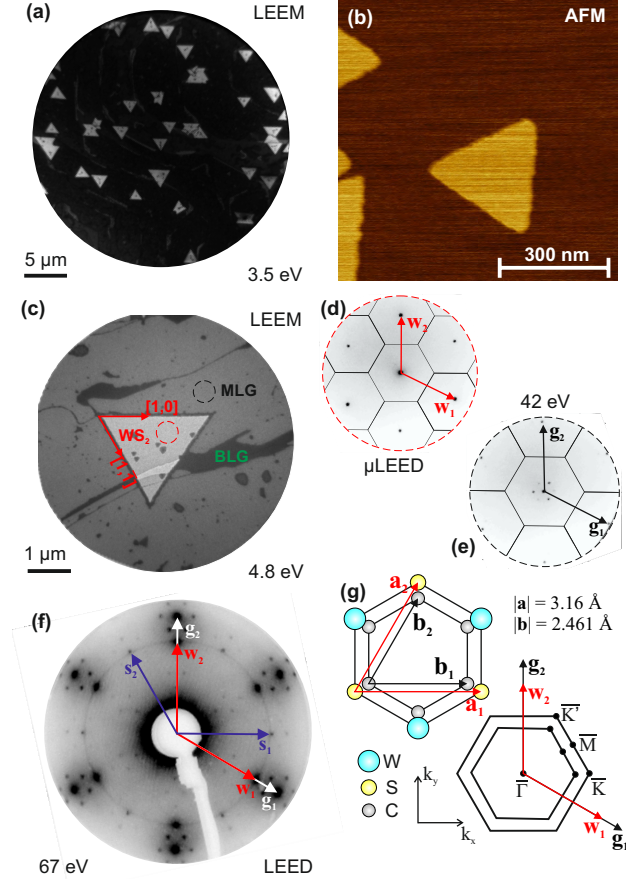 (a)
LEEM
5 µm
3.5 eV
(b)
AFM
300 nm
(c)
LEEM
MLG
[1,0]
WS2
[1,1]
BLG
1 µm
4.8 eV
(d)
w2
w1
µLEED
42 eV
g2
g1
(e)
(f)
g2
w2
s2
s1
w1
g1
67 eV
LEED
(g)
a2
b2
b1
a1
|a| = 3.16 Å
|b| = 2.461 Å
W
S
C
ky
kx
g2
w2
K'
M
Γ
K
w1
g1